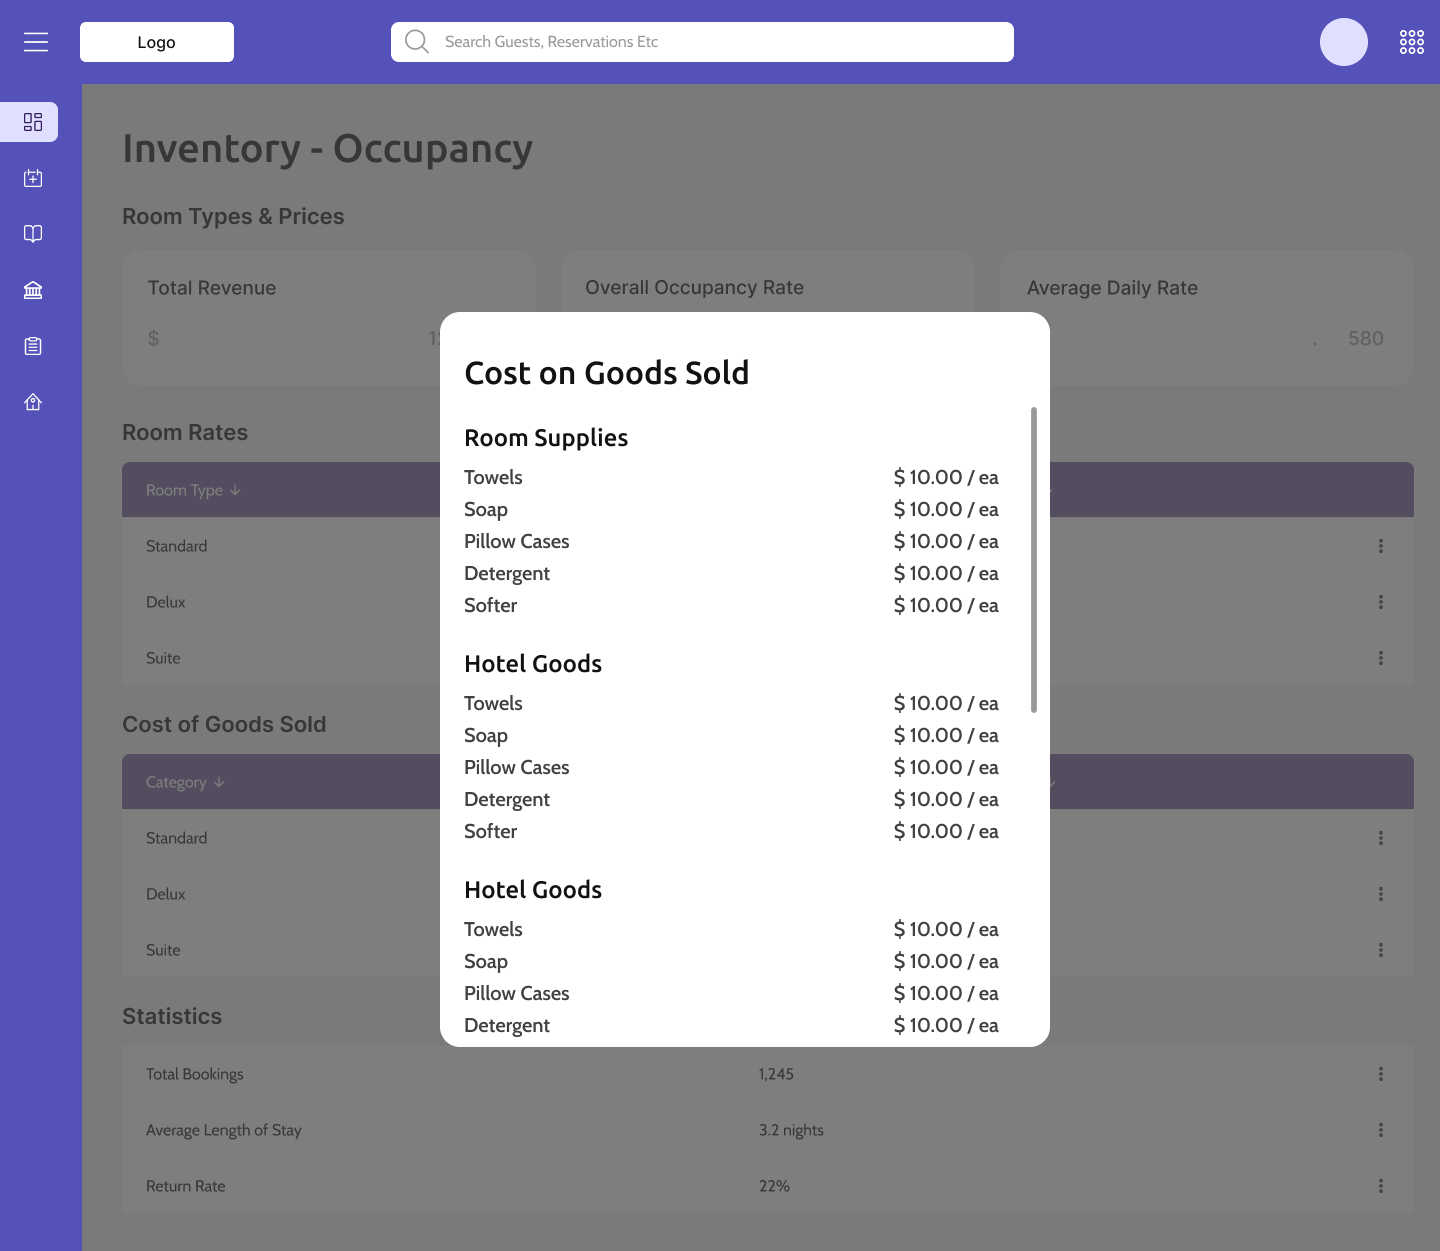 Logo
Search Guests, Reservations Etc
Inventory - Occupancy
Room Types & Prices
Total Revenue
Overall Occupancy Rate
Average Daily Rate
$
. 580
Cost on Goods Sold
Room Supplies
Towels $ 10.00 / ea
Soap $ 10.00 / ea
Pillow Cases $ 10.00 / ea
Detergent $ 10.00 / ea
Softer $ 10.00 / ea
Hotel Goods
Towels $ 10.00 / ea
Soap $ 10.00 / ea
Pillow Cases $ 10.00 / ea
Detergent $ 10.00 / ea
Softer $ 10.00 / ea
Hotel Goods
Towels $ 10.00 / ea
Soap $ 10.00 / ea
Pillow Cases $ 10.00 / ea
Detergent $ 10.00 / ea
Room Rates
Room Type
Standard
Delux
Suite
Cost of Goods Sold
Category
Standard
Delux
Suite
Statistics
Total Bookings 1,245
Average Length of Stay 3.2 nights
Return Rate 22%